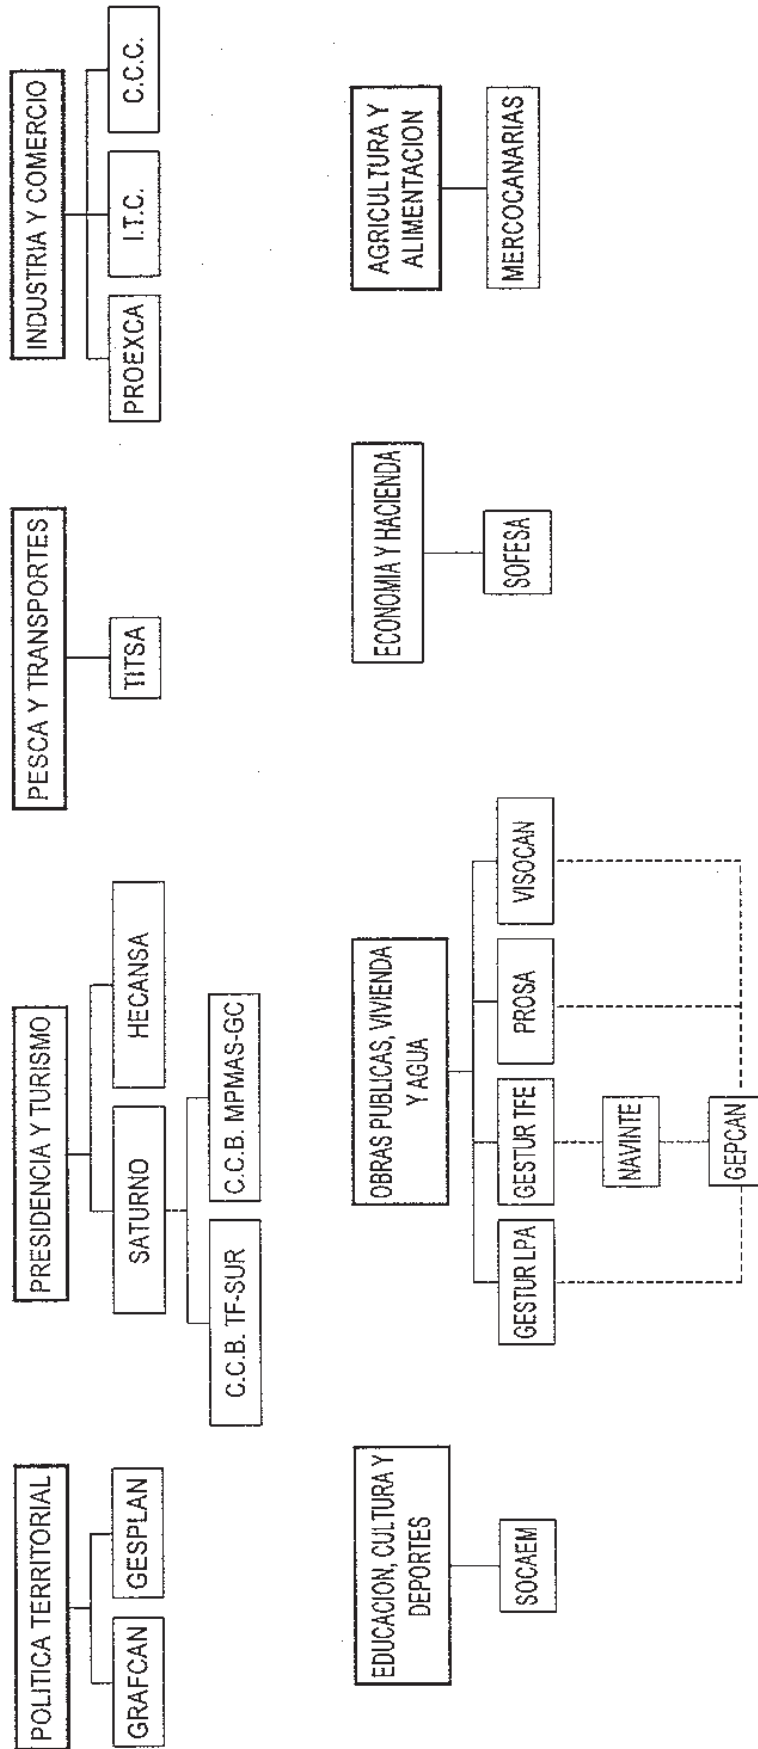 POLITICA TERRITORIAL
GRAFCAN
GESPLAN
PRESIDENCIA Y TURISMO
SATURNO
HECANSA
C.C.B. TF-SUR
C.C.B. MPMAS-GC
PESCA Y TRANSPORTES
TITSA
INDUSTRIA Y COMERCIO
PROEXCA
I.T.C.
C.C.C.
EDUCACION, CULTURA Y
DEPORTES
SOCAEM
OBRAS PUBLICAS, VIVIENDA
Y AGUA
GESTUR LPA
GESTUR TFE
PROSA
VISOCAN
NAVINTE
GEPCAN
ECONOMIA Y HACIENDA
SOFESA
AGRICULTURA Y
ALIMENTACION
MERCOCANARIAS